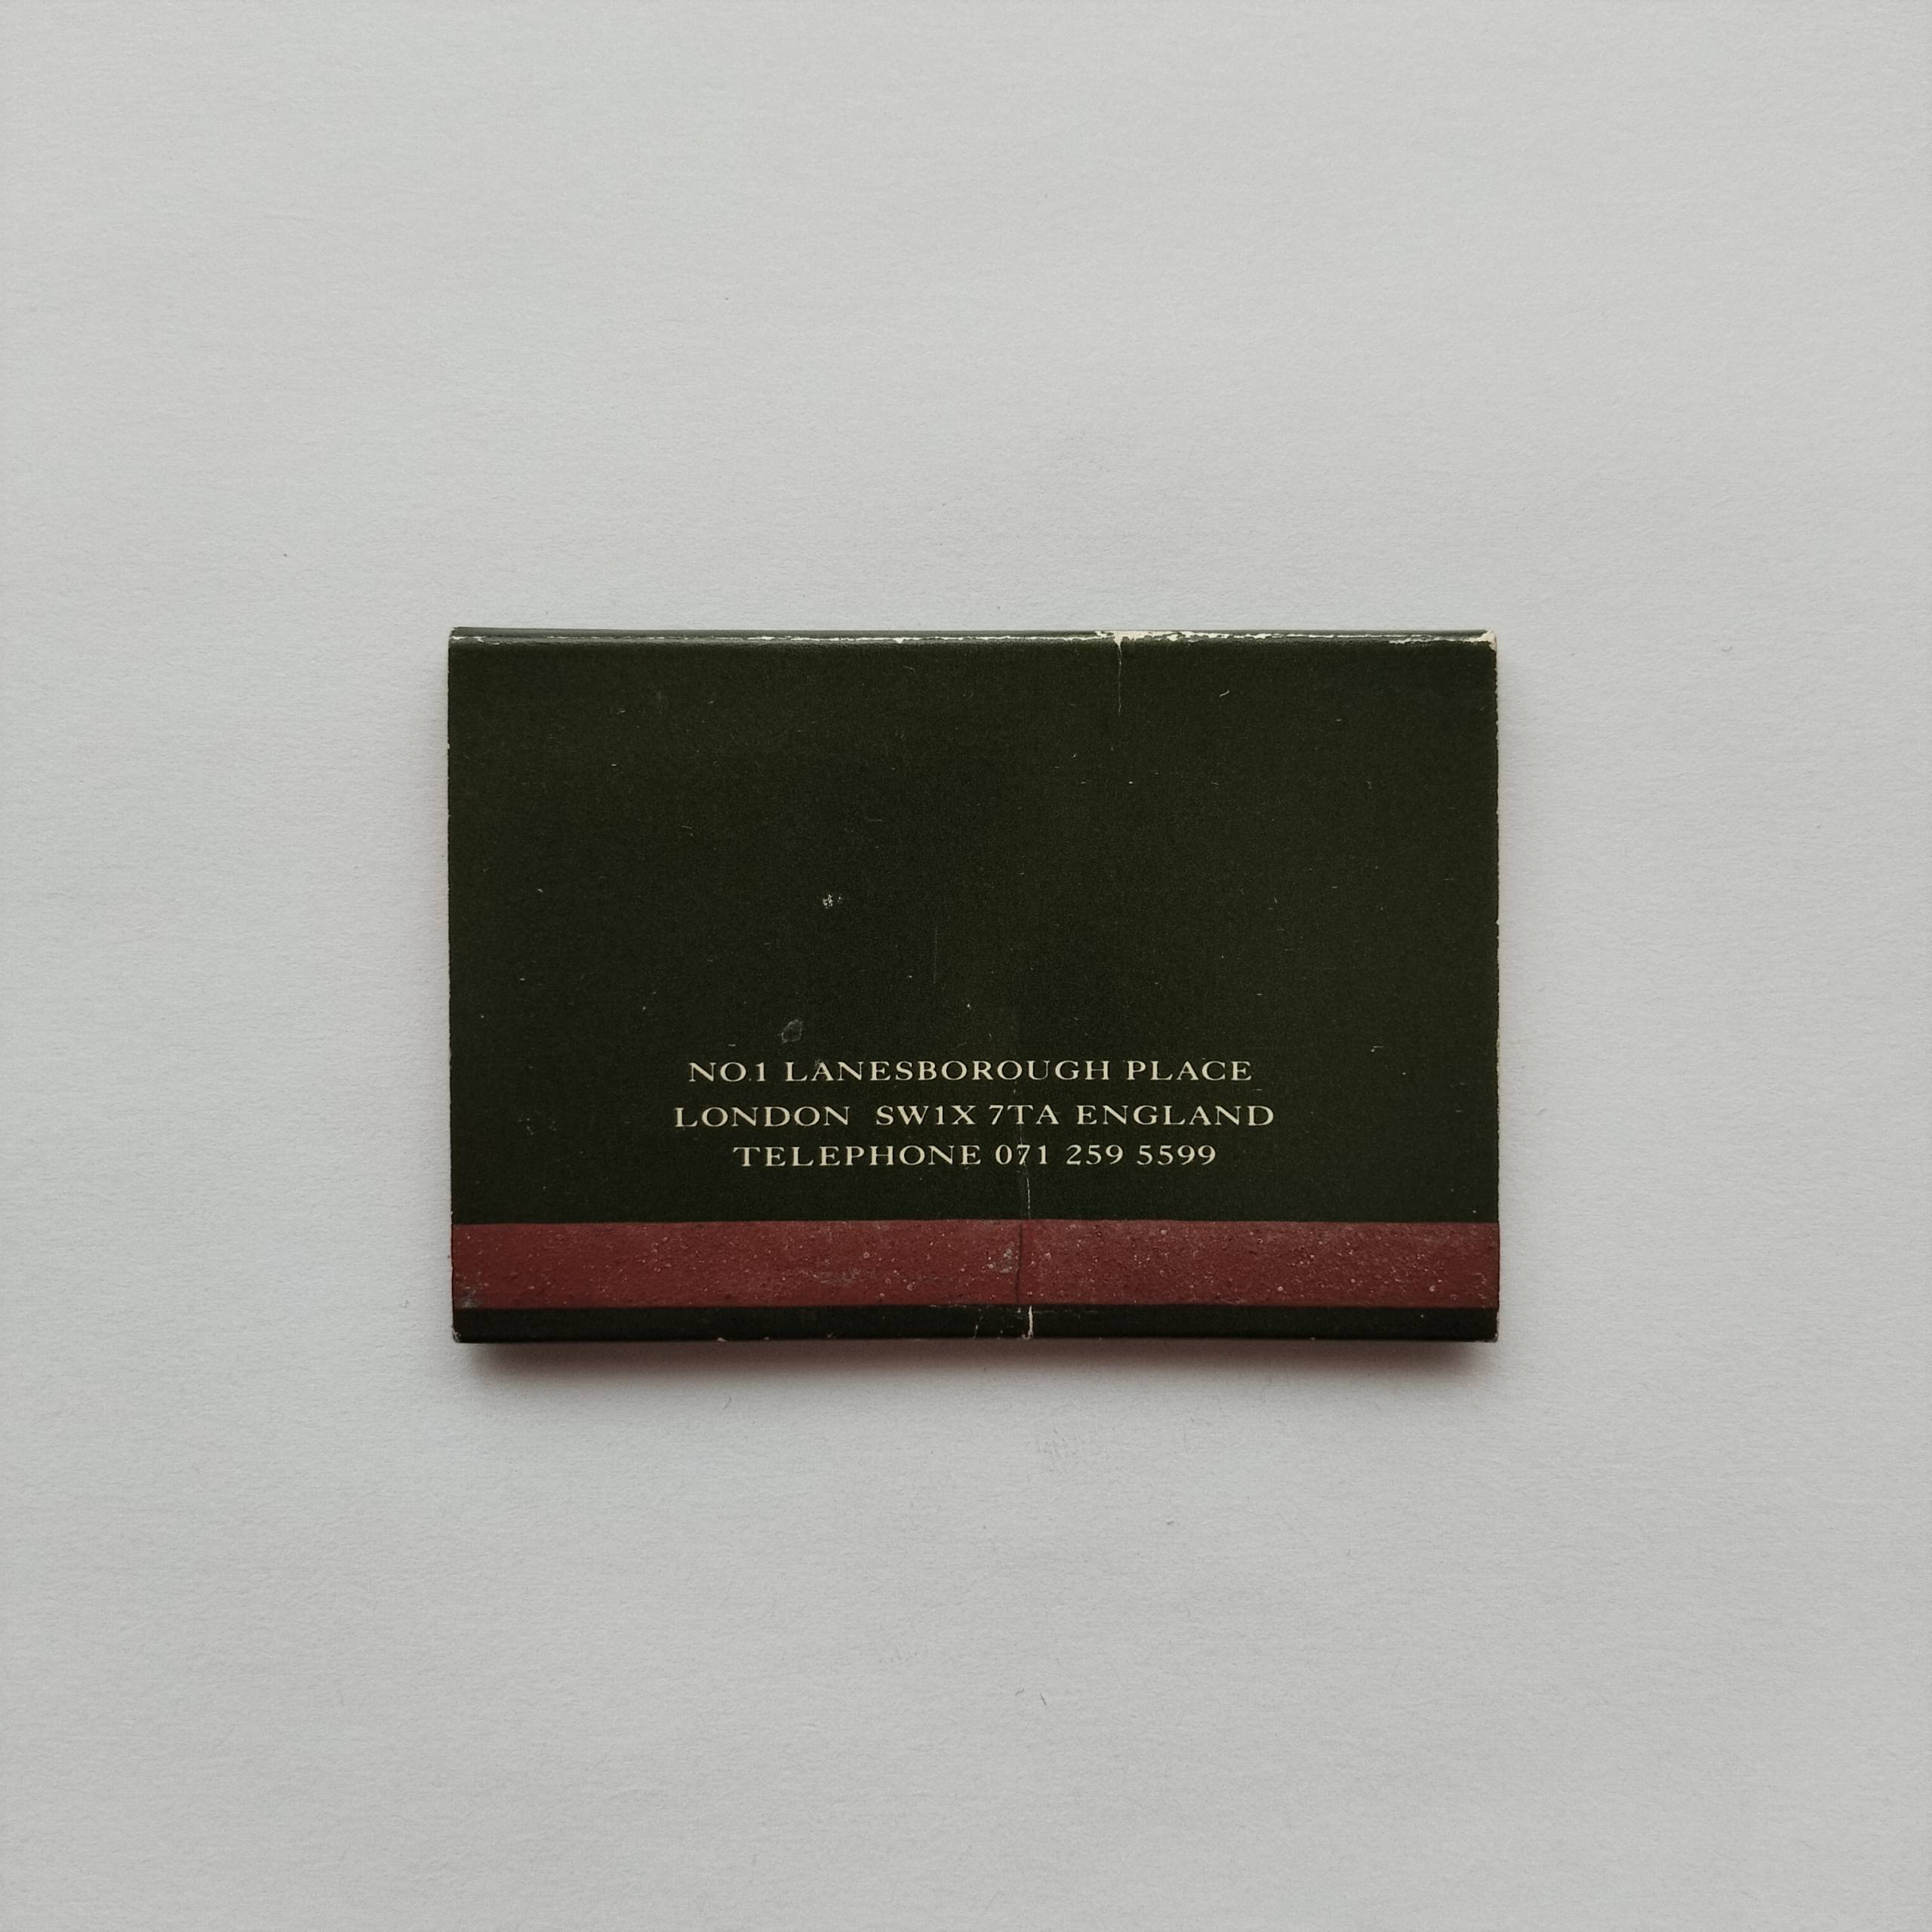 NO.1 LANESBOROUGH PLACE
LONDON SW1X 7TA ENGLAND
TELEPHONE 071 259 5599